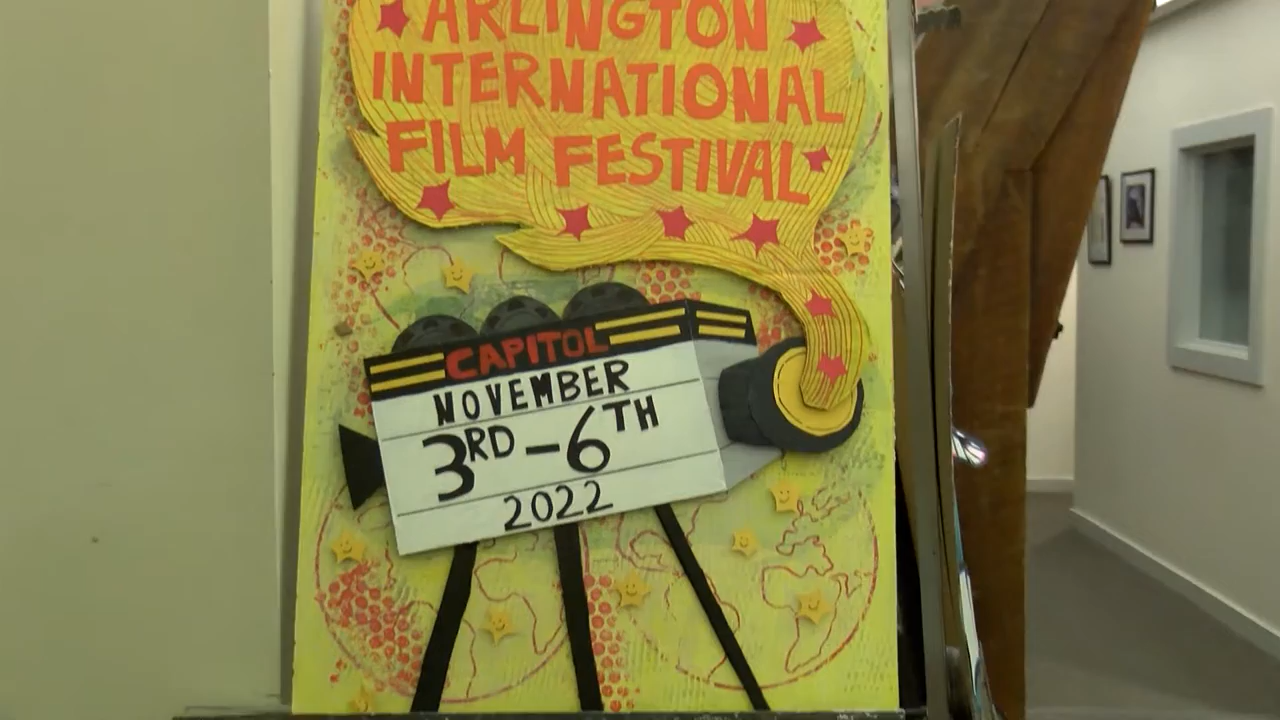 ARLINGTON
INTERNATIONAL
FILM FESTIVAL
CAPITOL
NOVEMBER
3RD-6TH
2022